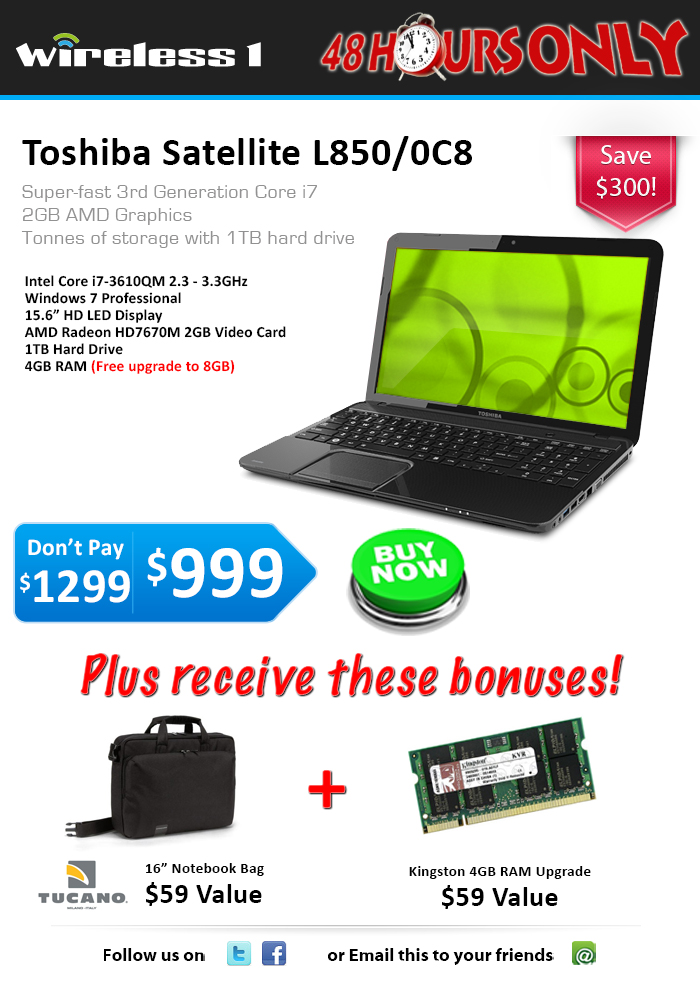 wireless 1
48 HOURS ONLY
Toshiba Satellite L850/0C8
Save
$300!
Super-fast 3rd Generation Core i7
2GB AMD Graphics
Tonnes of storage with 1TB hard drive
Intel Core i7-3610QM 2.3 - 3.3GHz
Windows 7 Professional
15.6” HD LED Display
AMD Radeon HD7670M 2GB Video Card
1TB Hard Drive
4GB RAM (Free upgrade to 8GB)
TOSHIBA
Don’t Pay
$1299
$999
BUY
NOW
Plus receive these bonuses!
Kingston
KVR
TUCANO.
MILANO ITALY
16” Notebook Bag
$59 Value
Kingston 4GB RAM Upgrade
$59 Value
Follow us on
or Email this to your friends